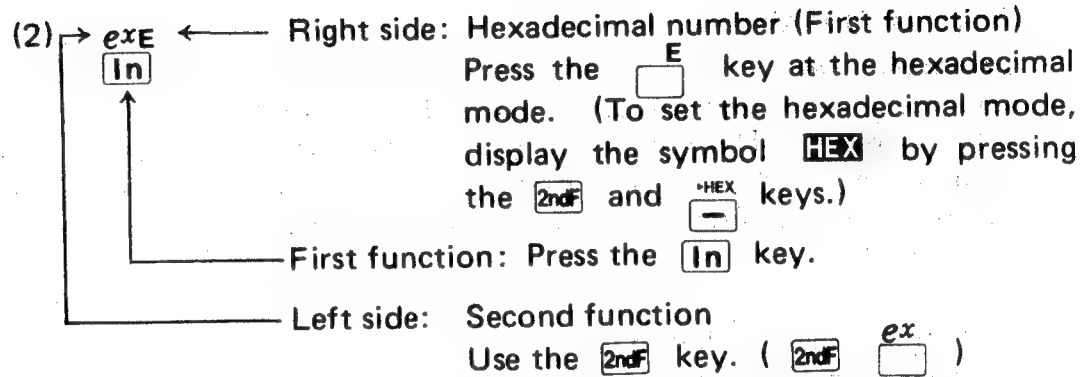 (2) exE Right side: Hexadecimal number (First function)
ln
Press the E key at the hexadecimal
mode. (To set the hexadecimal mode,
display the symbol HEX by pressing
the 2ndF and →HEX − keys.)
First function: Press the ln key.
Left side: Second function
Use the 2ndF key. ( 2ndF ex )